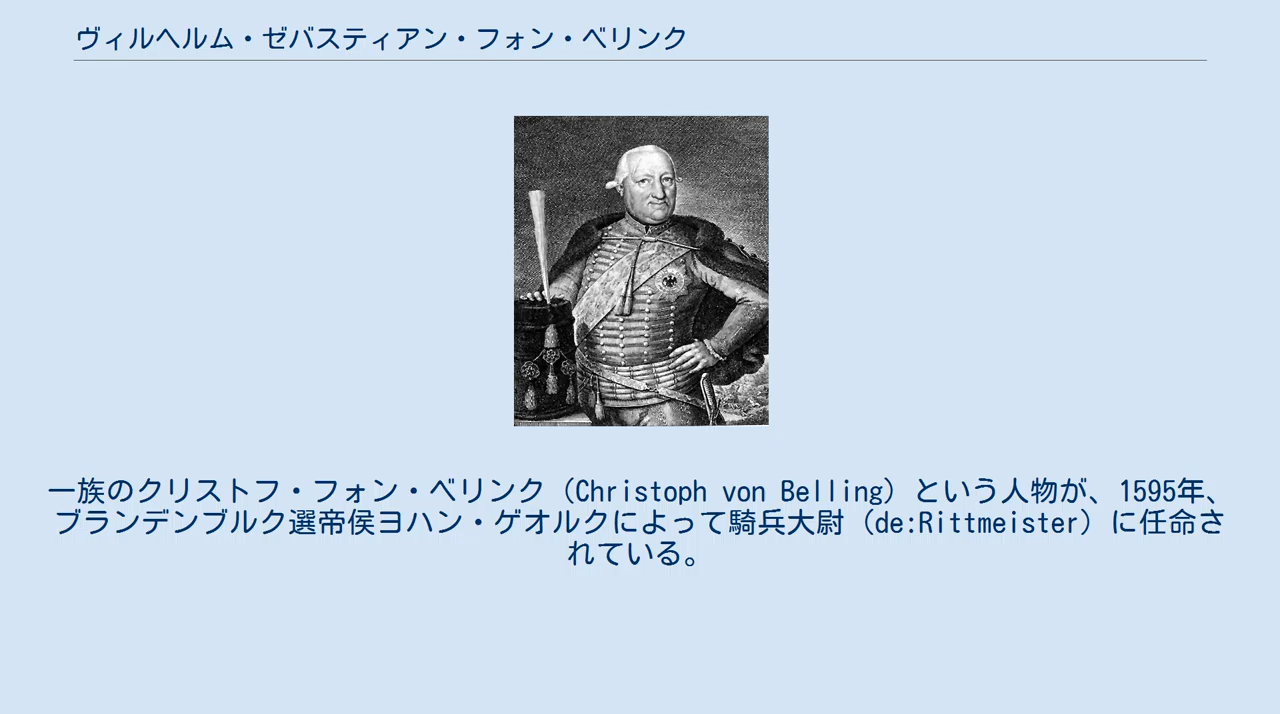 ヴィルヘルム・ゼバスティアン・フォン・ベリンク
一族のクリストフ・フォン・ベリンク（Christoph von Belling）という人物が、1595年、
ブランデンブルク選帝侯ヨハン・ゲオルクによって騎兵大尉（de:Rittmeister）に任命さ
れている。